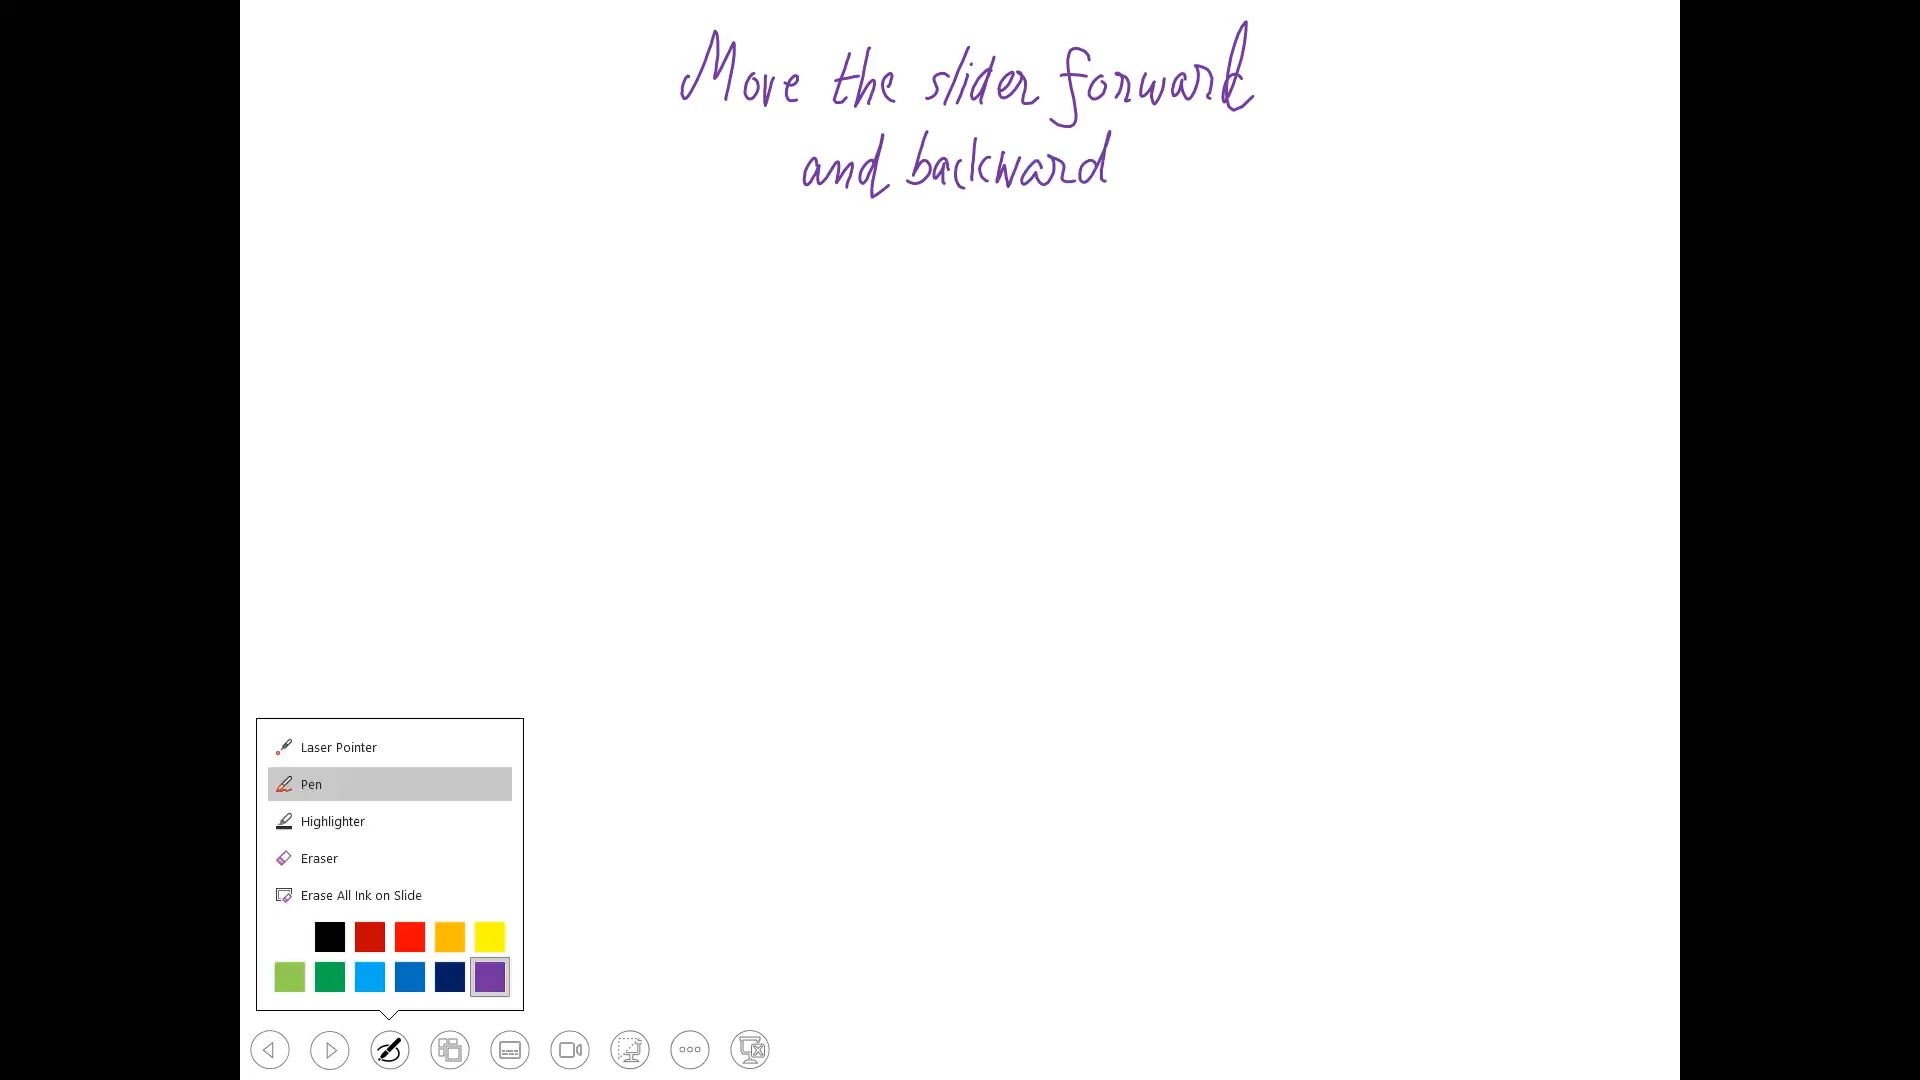 Move the slider forward
and backward
Laser Pointer
Pen
Highlighter
Eraser
Erase All Ink on Slide